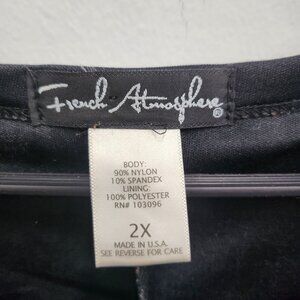 French Atmosphere®
BODY:
90% NYLON
10% SPANDEX
LINING:
100% POLYESTER
RN# 103096
2X
MADE IN U.S.A.
SEE REVERSE FOR CARE